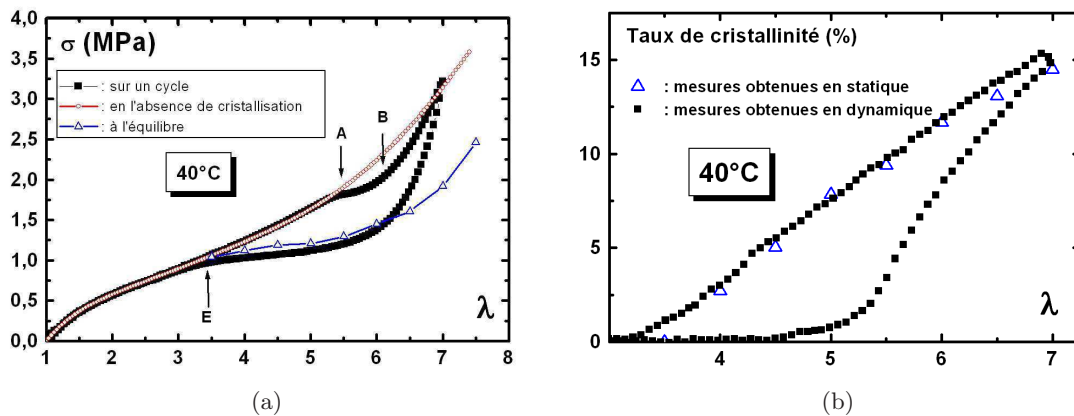 σ (MPa)
: sur un cycle
: en l'absence de cristallisation
: à l'équilibre
40°C
A
B
E
λ
4,0
3,5
3,0
2,5
2,0
1,5
1,0
0,5
0,0
1 2 3 4 5 6 7 8
(a)
Taux de cristallinité (%)
: mesures obtenues en statique
: mesures obtenues en dynamique
40°C
λ
15
10
5
0
4 5 6 7
(b)